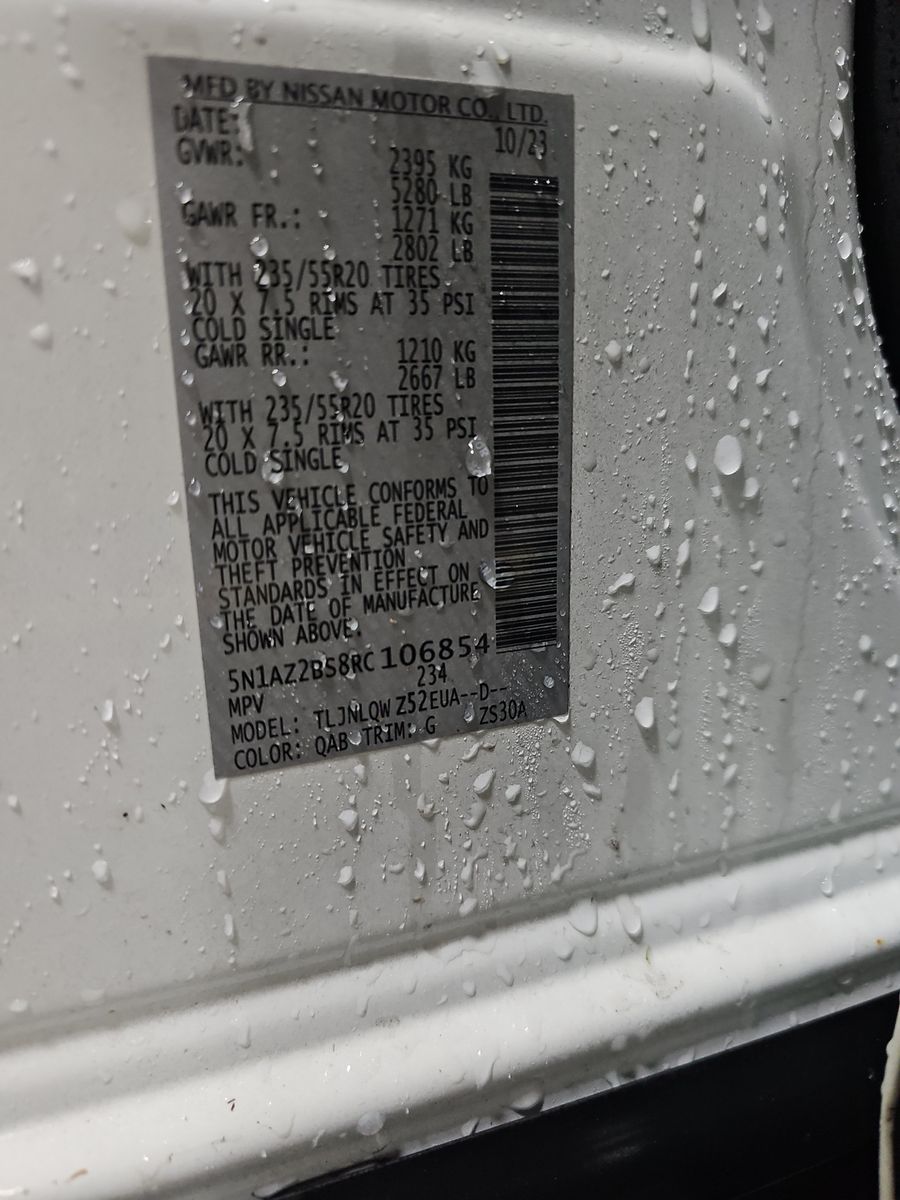 MFD BY NISSAN MOTOR CO., LTD.
DATE: 10/23
GVWR: 2395 KG
5280 LB
GAWR FR.: 1271 KG
2802 LB
WITH 235/55R20 TIRES
20 X 7.5 RIMS AT 35 PSI
COLD SINGLE
GAWR RR.: 1210 KG
2667 LB
WITH 235/55R20 TIRES
20 X 7.5 RIMS AT 35 PSI
COLD SINGLE
THIS VEHICLE CONFORMS TO
ALL APPLICABLE FEDERAL
MOTOR VEHICLE SAFETY AND
THEFT PREVENTION
STANDARDS IN EFFECT ON
THE DATE OF MANUFACTURE
SHOWN ABOVE.
5N1AZ2BS8RC106854
MPV 234
MODEL: TLJNLQWZ52EUA--D--
COLOR: QAB TRIM: G ZS30A